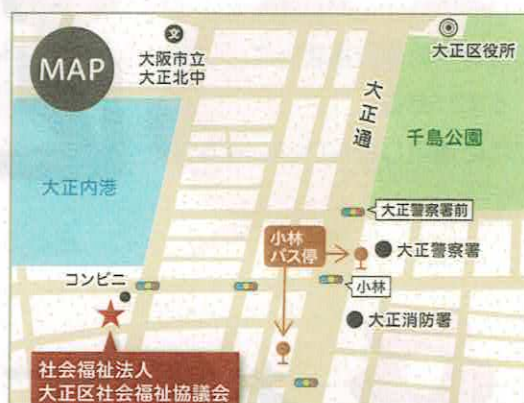 MAP
文
大阪市立
大正北中
大正区役所
大正通
千島公園
大正内港
大正警察署前
小林
バス停
大正警察署
コンビニ
小林
大正消防署
社会福祉法人
大正区社会福祉協議会